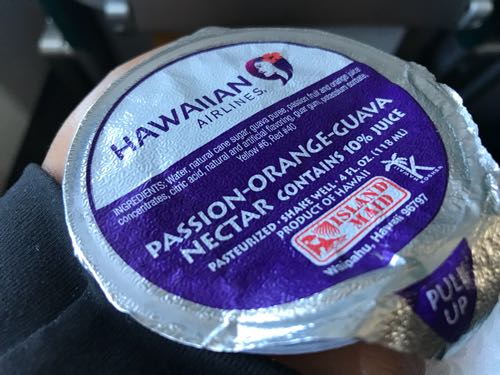 HAWAIIAN
AIRLINES.
INGREDIENTS: Water, natural cane sugar, guava puree, passion fruit and orange juice
concentrates, citric acid, natural and artificial flavoring, guar gum, potassium sorbate,
Yellow #6, Red #40
PASSION-ORANGE-GUAVA
NECTAR CONTAINS 10% JUICE
PASTEURIZED: SHAKE WELL. 4 FL. OZ. (118 ML)
PRODUCT OF HAWAII
ISLAND
MAID
Waipahu, Hawaii 96797
K
PULL
UP